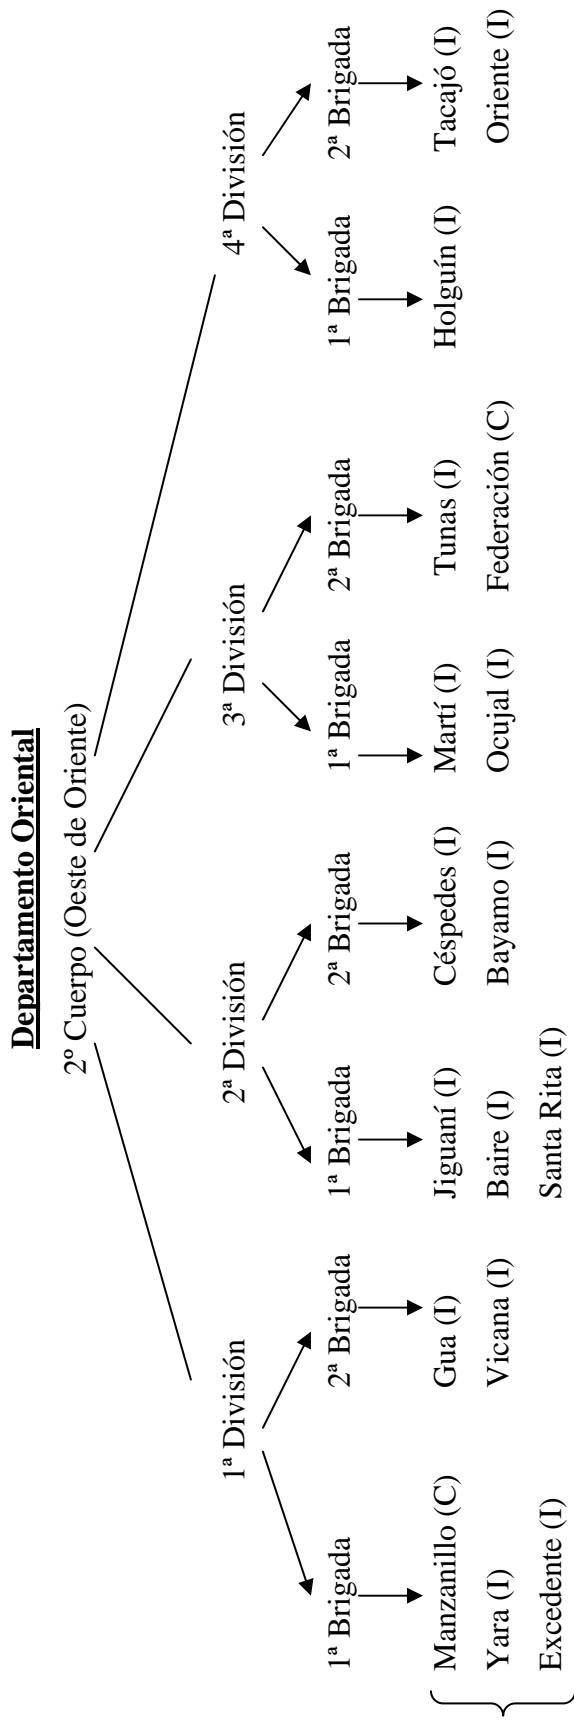 Departamento Oriental
2º Cuerpo (Oeste de Oriente)
1ª División
2ª División
3ª División
4ª División
1ª Brigada
2ª Brigada
1ª Brigada
2ª Brigada
1ª Brigada
2ª Brigada
1ª Brigada
2ª Brigada
Manzanillo (C)
Yara (I)
Excedente (I)
Gua (I)
Vicana (I)
Jiguaní (I)
Baire (I)
Santa Rita (I)
Céspedes (I)
Bayamo (I)
Martí (I)
Ocujal (I)
Tunas (I)
Federación (C)
Holguín (I)
Tacajó (I)
Oriente (I)